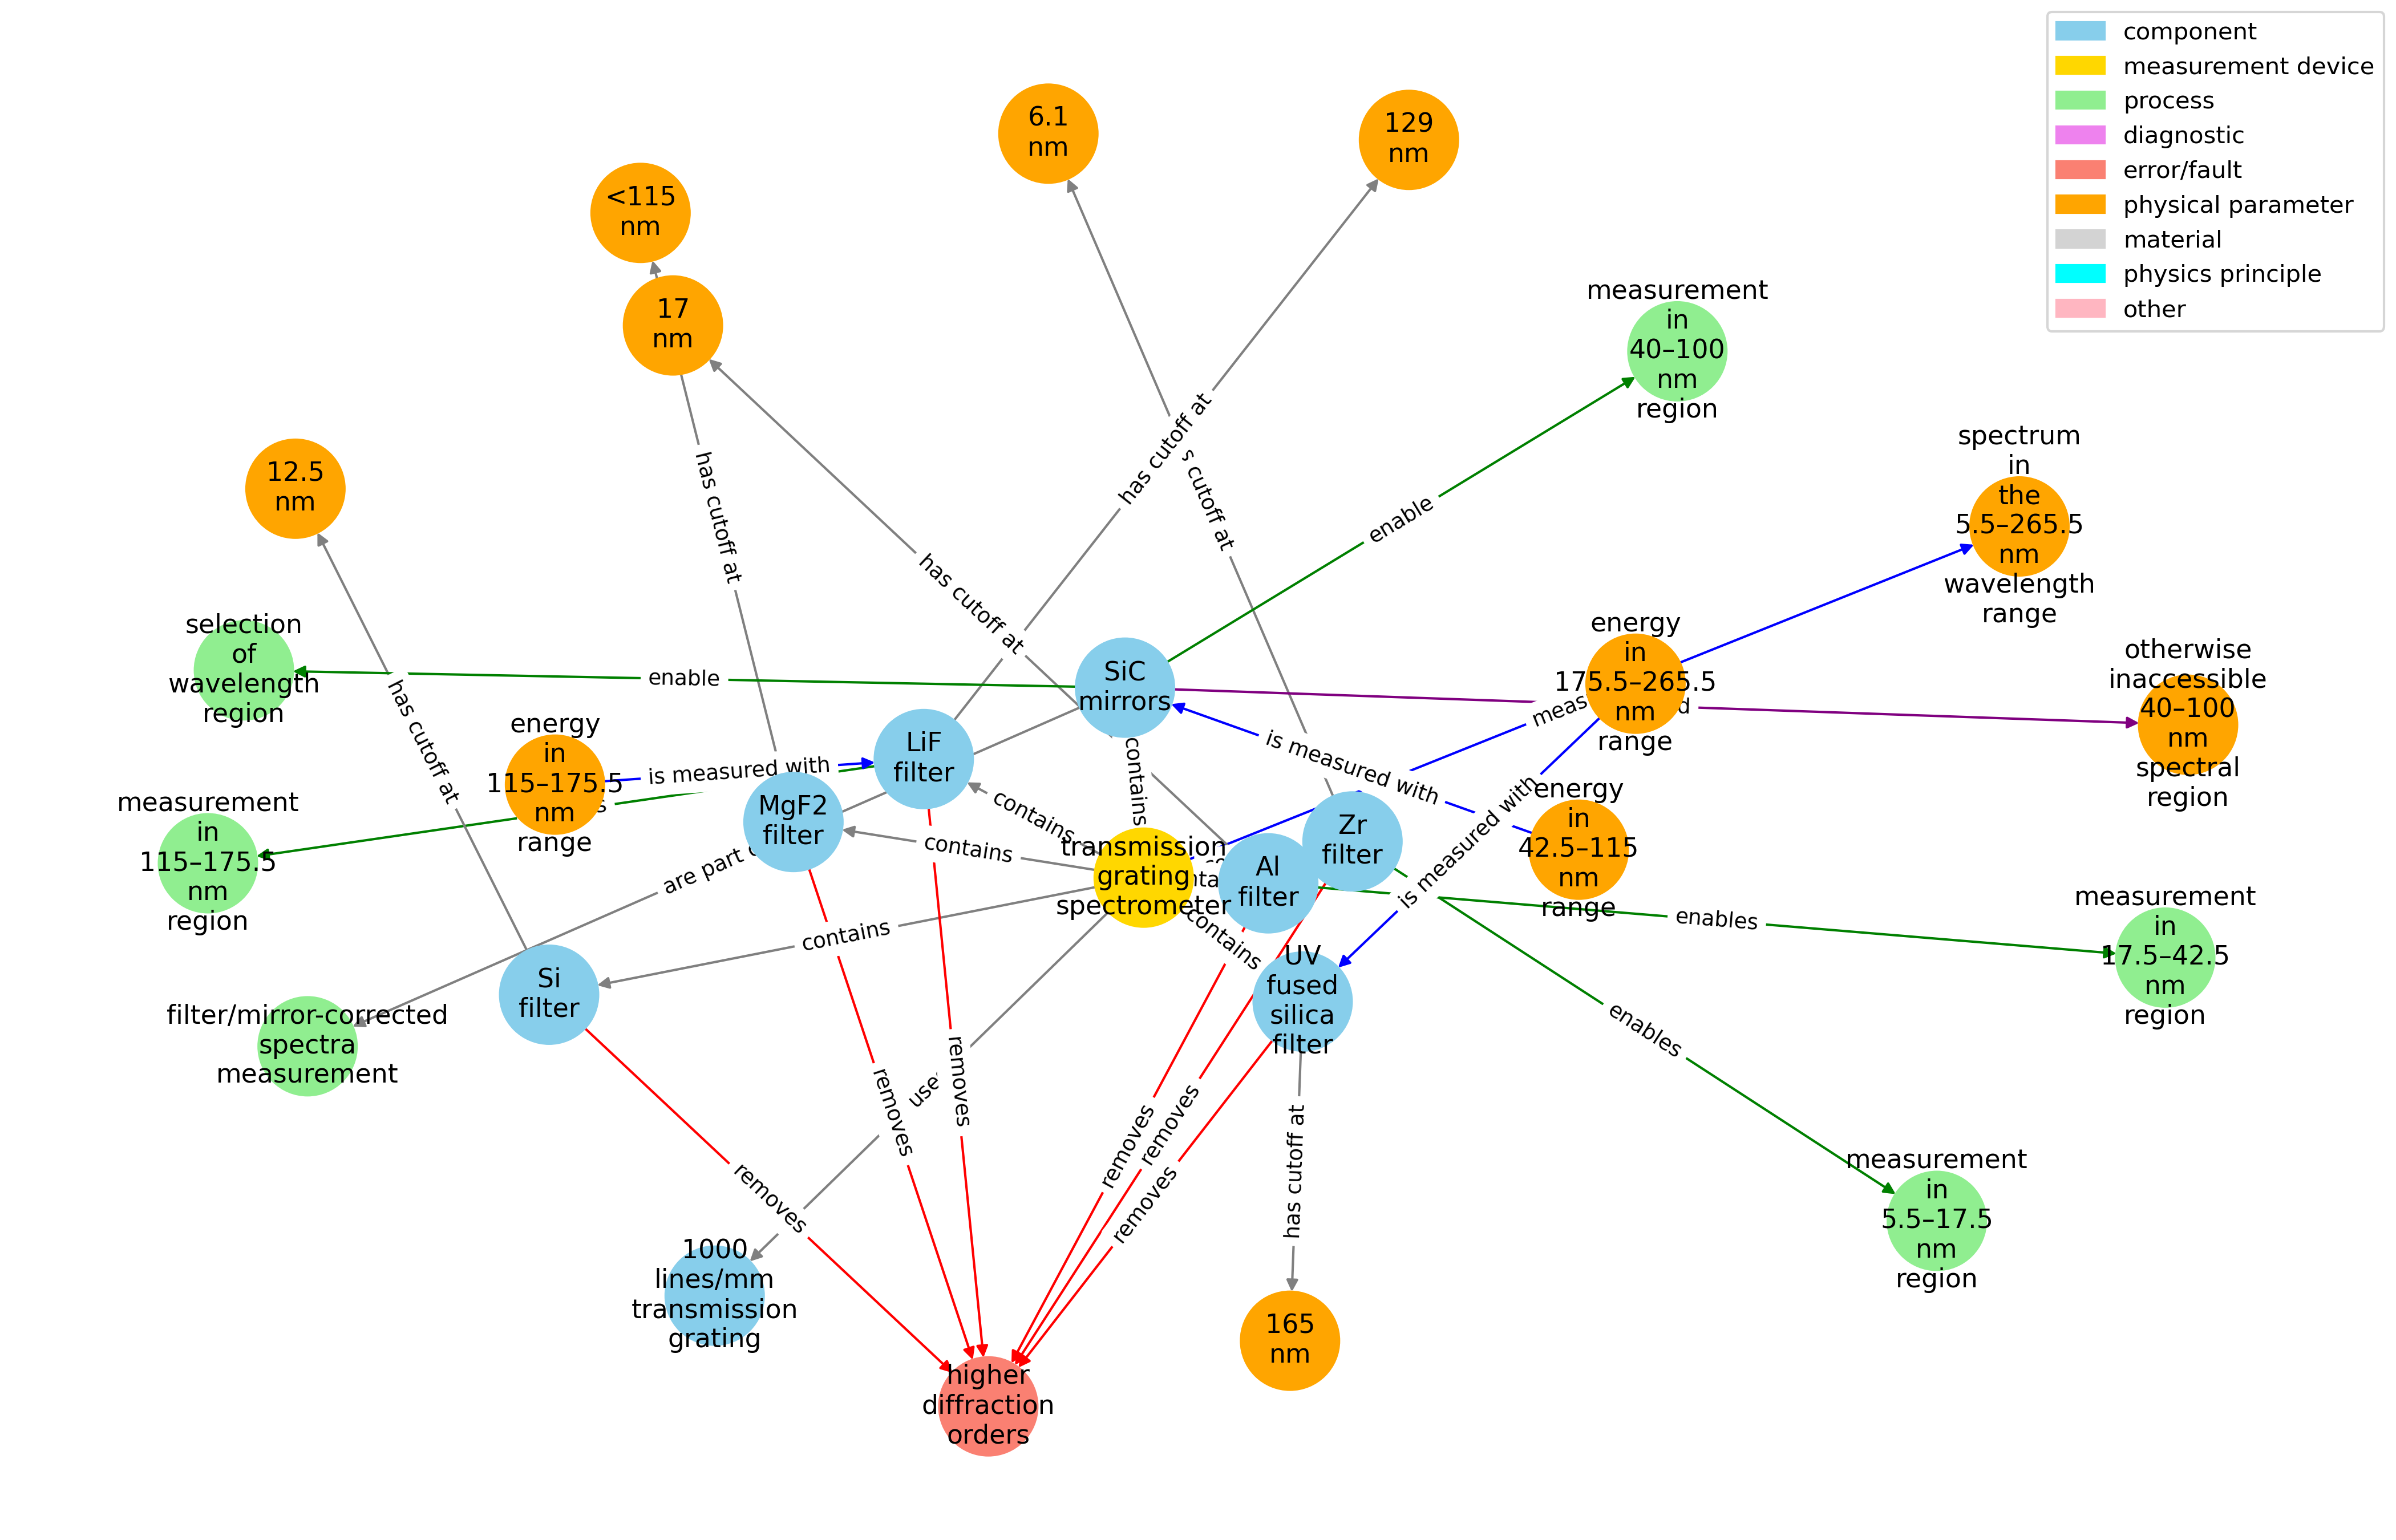 component
measurement device
process
diagnostic
error/fault
physical parameter
material
physics principle
other
6.1
nm
129
nm
<115
nm
17
nm
measurement
in
40–100
nm
region
12.5
nm
spectrum
in
the
5.5–265.5
nm
wavelength
range
selection
of
wavelength
region
energy
in
175.5–265.5
nm
range
otherwise
inaccessible
40–100
nm
spectral
region
SiC
mirrors
LiF
filter
energy
in
115–175.5
nm
range
MgF2
filter
measurement
in
115–175.5
nm
region
transmission
grating
spectrometer
Al
filter
Zr
filter
energy
in
42.5–115
nm
range
measurement
in
17.5–42.5
nm
region
Si
filter
UV
fused
silica
filter
filter/mirror-corrected
spectra
measurement
measurement
in
5.5–17.5
nm
region
1000
lines/mm
transmission
grating
165
nm
higher
diffraction
orders
has cutoff at
has cutoff at
cutoff at
has cutoff at
has cutoff at
has cutoff at
enable
enable
is measured with
is measured with
is measured with
contains
contains
contains
contains
contains
are part
enables
enables
removes
removes
removes
removes
removes
removes